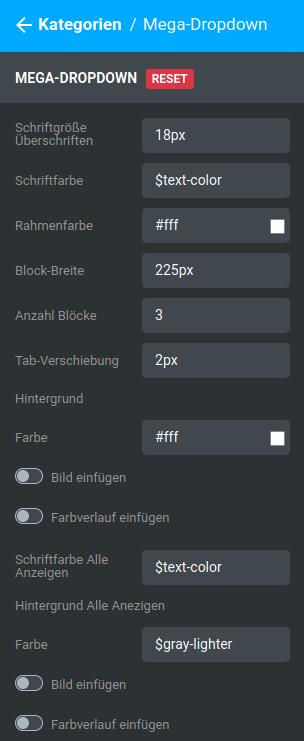 ← Kategorien / Mega-Dropdown
MEGA-DROPDOWN RESET
Schriftgröße
Überschriften
18px
Schriftfarbe $text-color
Rahmenfarbe #fff
Block-Breite 225px
Anzahl Blöcke 3
Tab-Verschiebung 2px
Hintergrund
Farbe #fff
Bild einfügen
Farbverlauf einfügen
Schriftfarbe Alle
Anzeigen
$text-color
Hintergrund Alle Anezigen
Farbe $gray-lighter
Bild einfügen
Farbverlauf einfügen